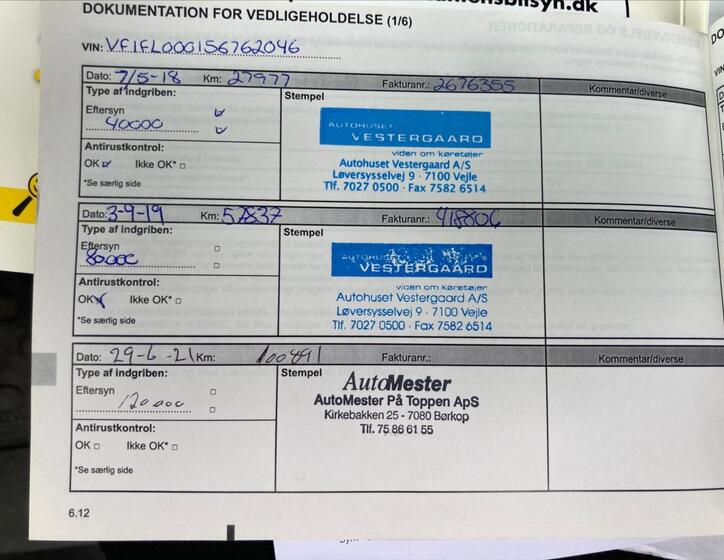 nsbilsyn.dk
DOKUMENTATION FOR VEDLIGEHOLDELSE (1/6)
VIN: VF1FL000156762046
Dato: 7/5-18 Km: 27977 Fakturanr.: 2676355 Kommentar/diverse
Type af indgriben: Stempel
Eftersyn
40000
AUTOHUSET
VESTERGAARD
viden om køretøjer
Antirustkontrol:
Autohuset Vestergaard A/S
OK Ikke OK*
Løversysselvej 9 · 7100 Vejle
*Se særlig side
Tlf. 7027 0500 · Fax 7582 6514
Dato: 3-9-19 Km: 57837 Fakturanr.: 418806 Kommentar/diverse
Type af indgriben: Stempel
Eftersyn
80000
AUTOHUSET
VESTERGAARD
viden om køretøjer
Antirustkontrol:
Autohuset Vestergaard A/S
OK Ikke OK*
Løversysselvej 9 · 7100 Vejle
*Se særlig side
Tlf. 7027 0500 · Fax 7582 6514
Dato: 29-6-21 Km: 100491 Fakturanr.: Kommentar/diverse
Type af indgriben: Stempel
AutoMester
Eftersyn
AutoMester På Toppen ApS
120000
Kirkebakken 25 - 7080 Børkop
Antirustkontrol:
Tlf. 75 86 61 55
OK Ikke OK*
*Se særlig side
6.12